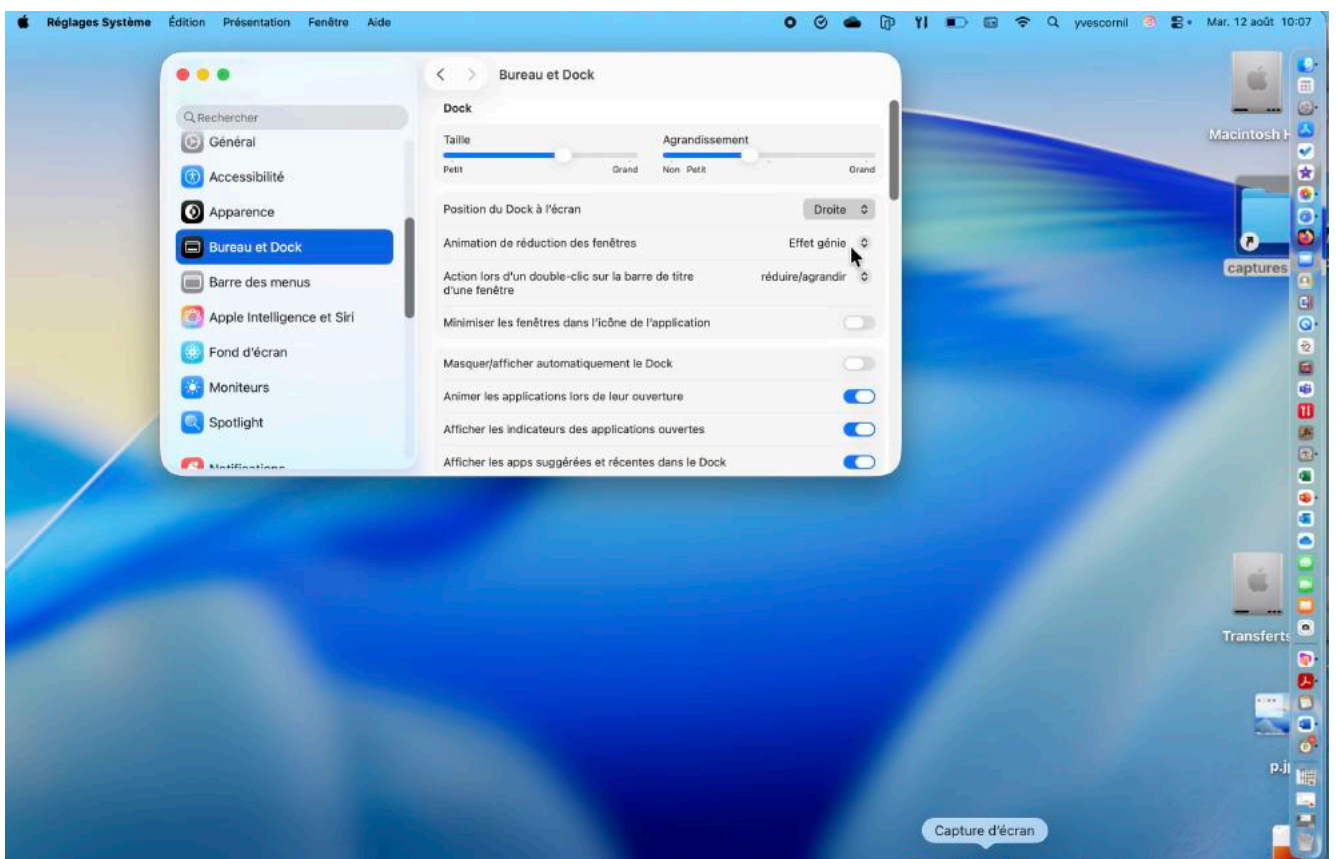 Réglages Système Édition Présentation Fenêtre Aide yvescornil Mar. 12 août 10:07
Bureau et Dock
Rechercher
Général
Accessibilité
Apparence
Bureau et Dock
Barre des menus
Apple Intelligence et Siri
Fond d'écran
Moniteurs
Spotlight
Notifications
Dock
Taille Agrandissement
Petit Grand Non Petit Grand
Position du Dock à l'écran Droite
Animation de réduction des fenêtres Effet génie
Action lors d'un double-clic sur la barre de titre réduire/agrandir
d'une fenêtre
Minimiser les fenêtres dans l'icône de l'application
Masquer/afficher automatiquement le Dock
Animer les applications lors de leur ouverture
Afficher les indicateurs des applications ouvertes
Afficher les apps suggérées et récentes dans le Dock
Macintosh H
captures
Transferts
p.j
Capture d'écran